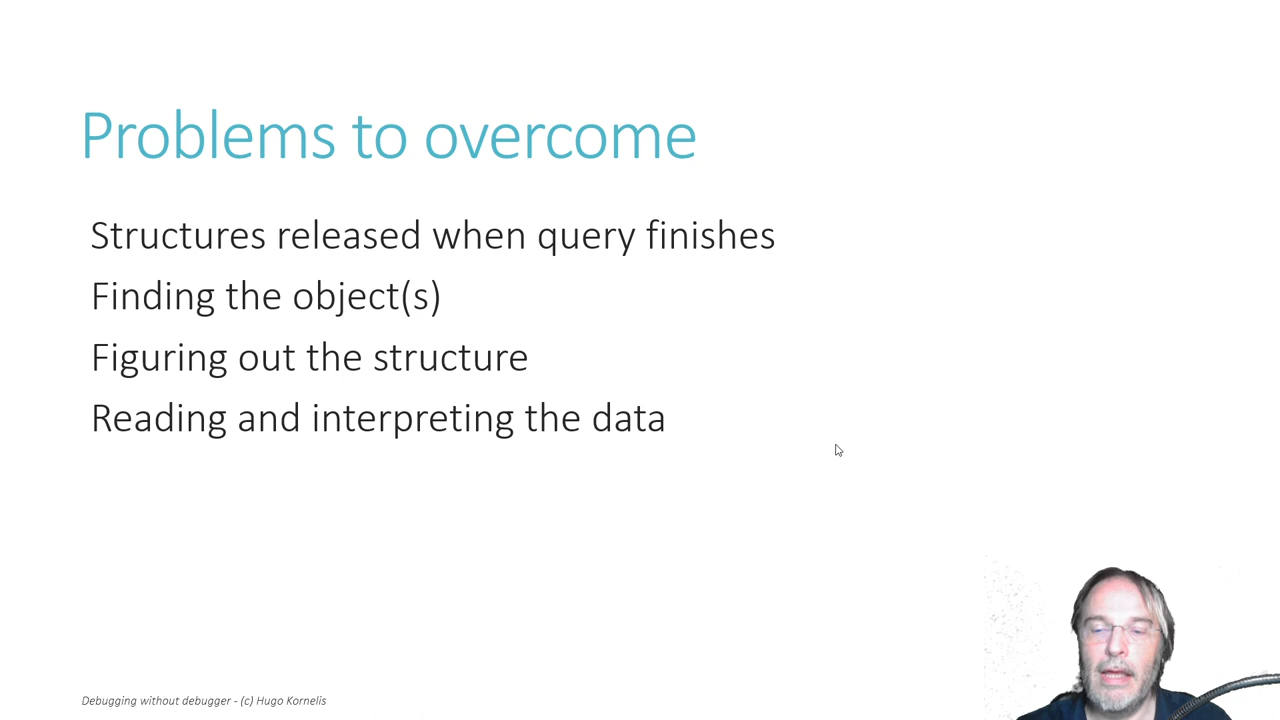 Problems to overcome
Structures released when query finishes
Finding the object(s)
Figuring out the structure
Reading and interpreting the data
Debugging without debugger - (c) Hugo Kornelis